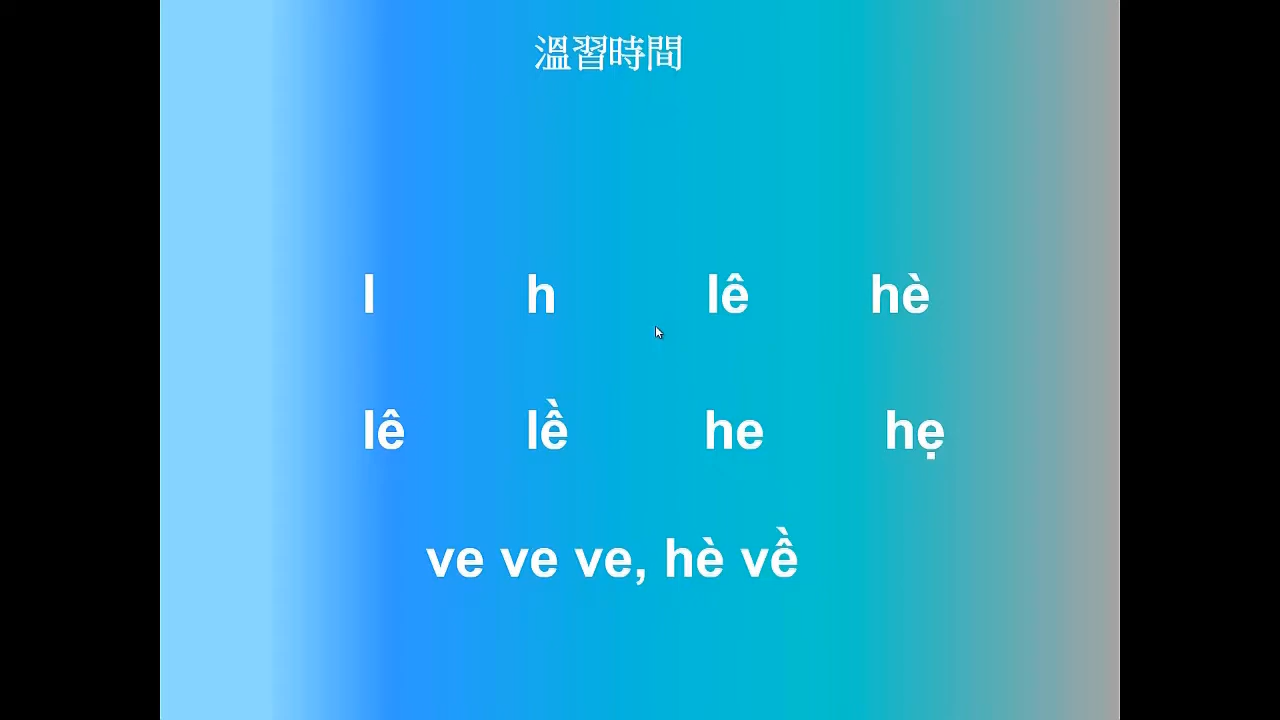 溫習時間
l h lê hè
lê lề he hẹ
ve ve ve, hè về